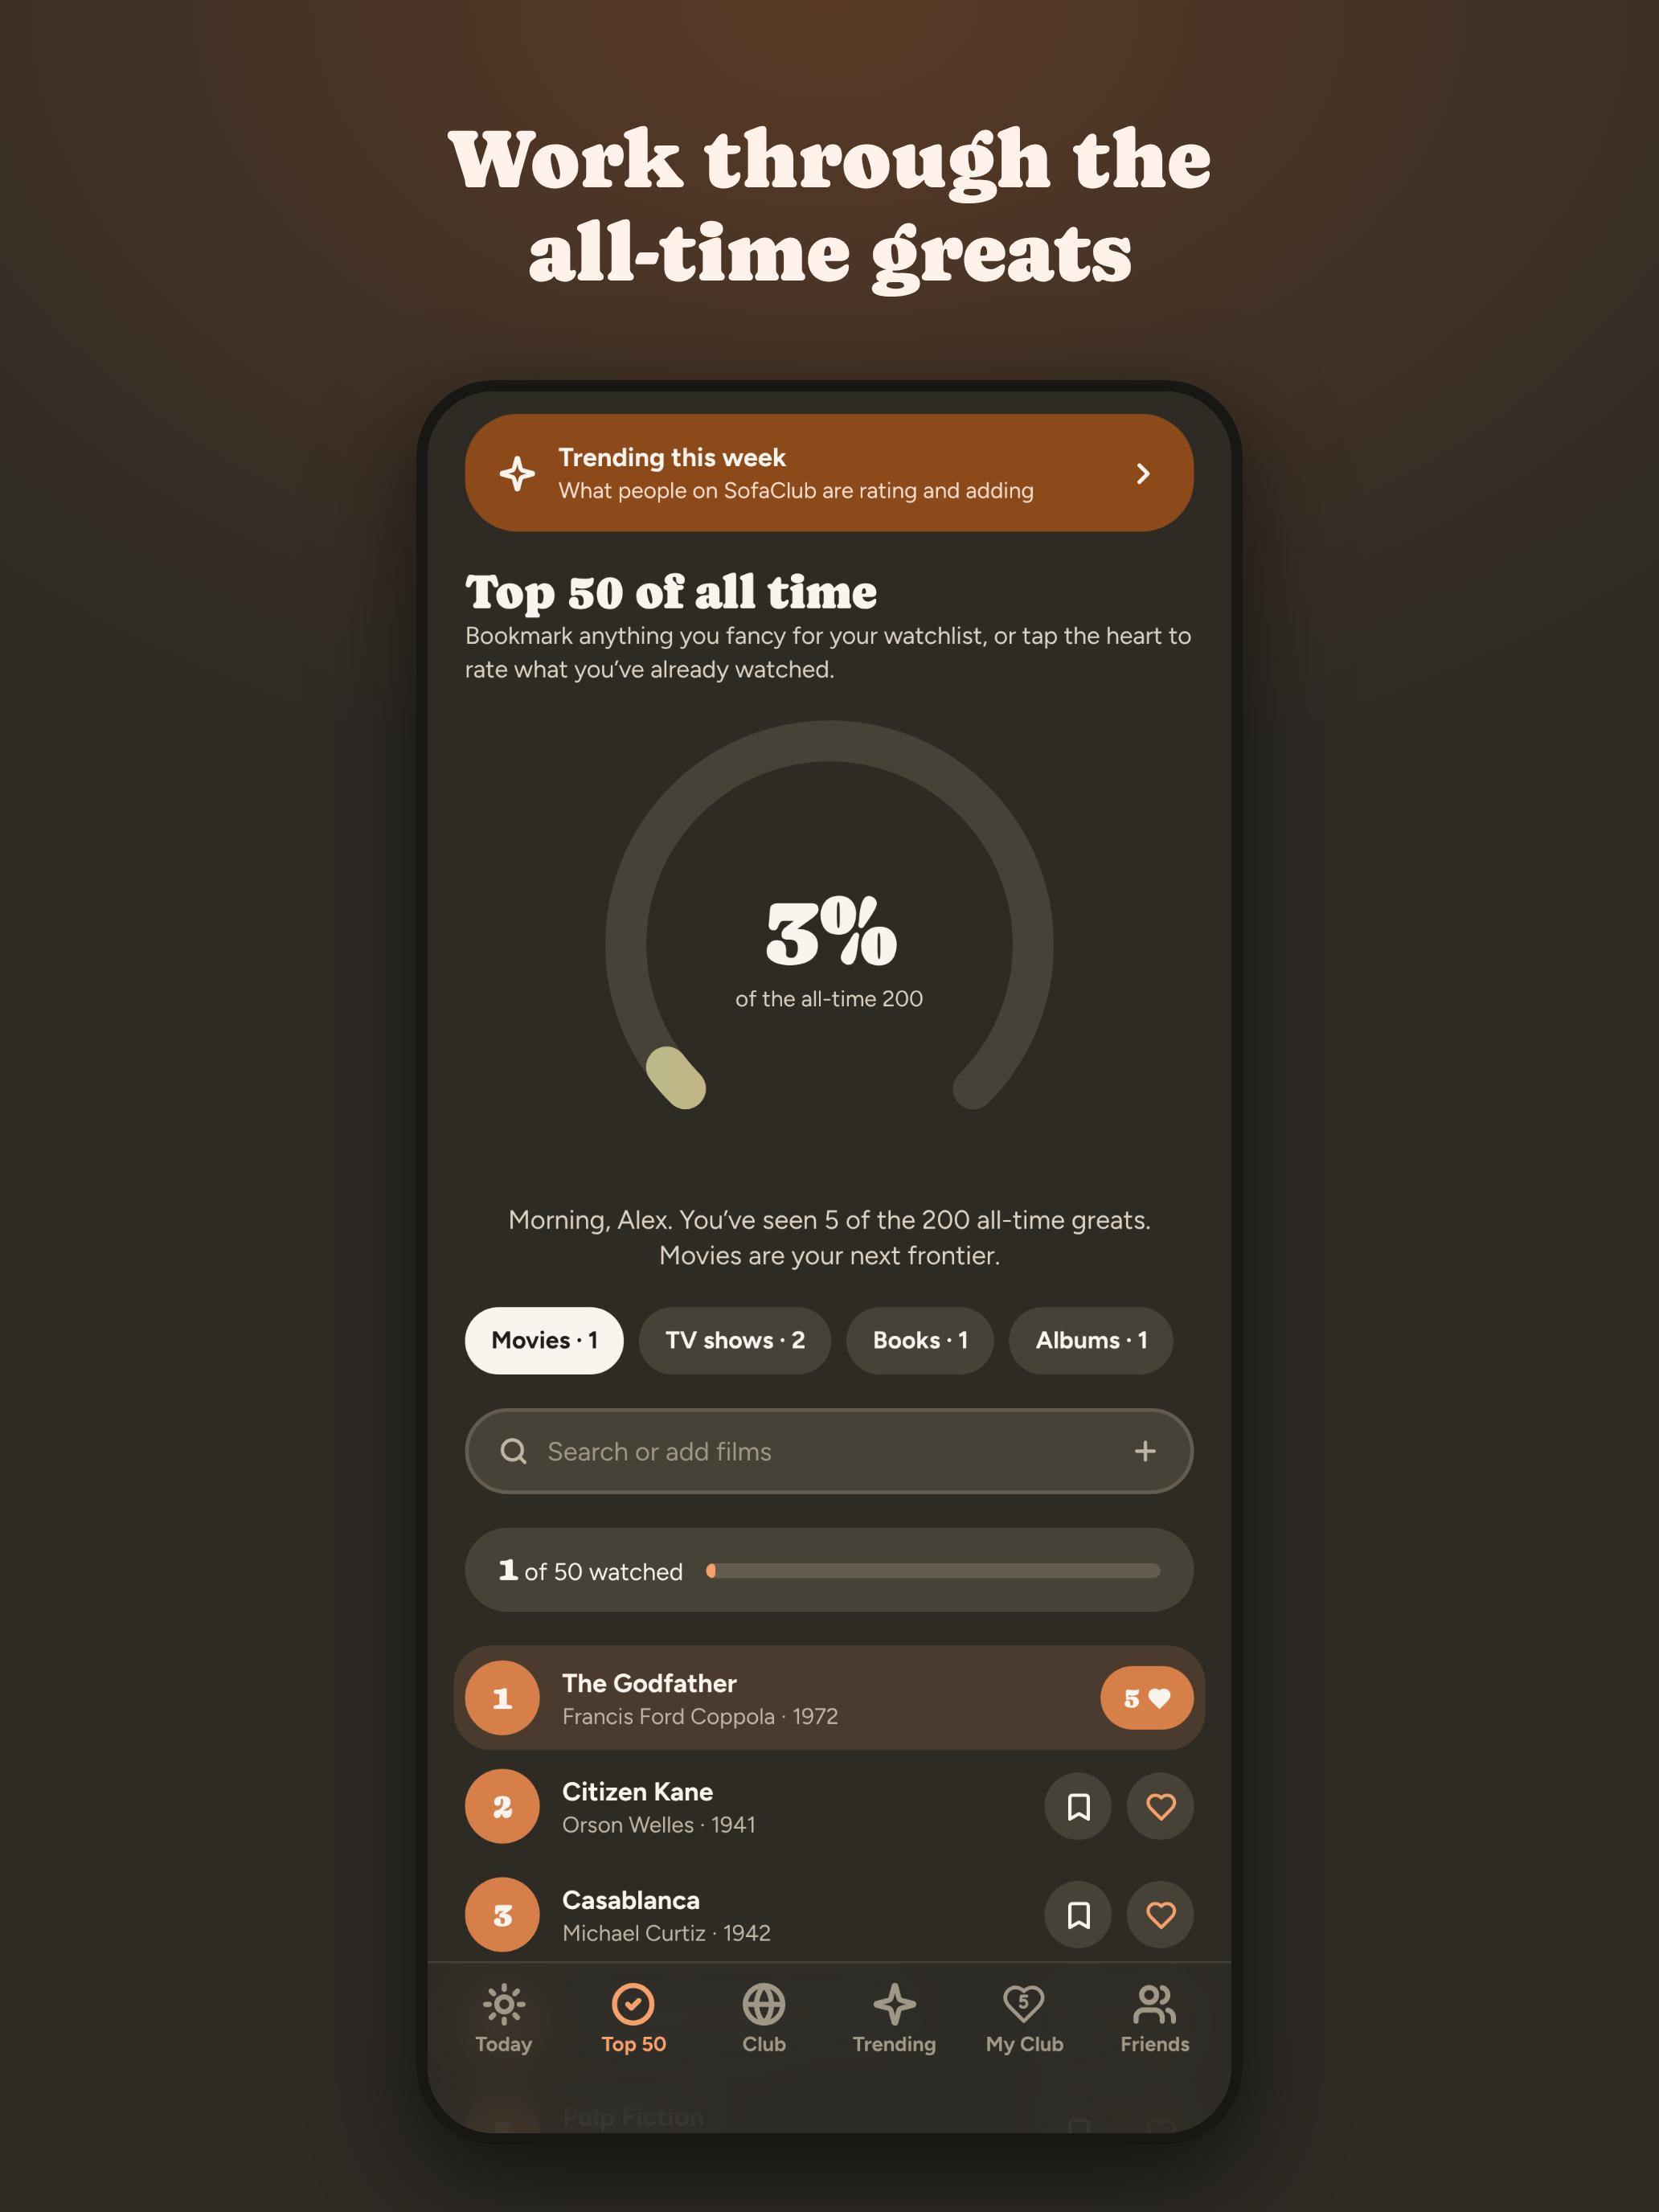 Work through the
all-time greats
Trending this week
What people on SofaClub are rating and adding
Top 50 of all time
Bookmark anything you fancy for your watchlist, or tap the heart to
rate what you’ve already watched.
3%
of the all-time 200
Morning, Alex. You’ve seen 5 of the 200 all-time greats.
Movies are your next frontier.
Movies · 1
TV shows · 2
Books · 1
Albums · 1
Search or add films
1 of 50 watched
1
The Godfather
5
Francis Ford Coppola · 1972
2
Citizen Kane
Orson Welles · 1941
3
Casablanca
Michael Curtiz · 1942
5
Today
Top 50
Club
Trending
My Club
Friends
Pulp Fiction